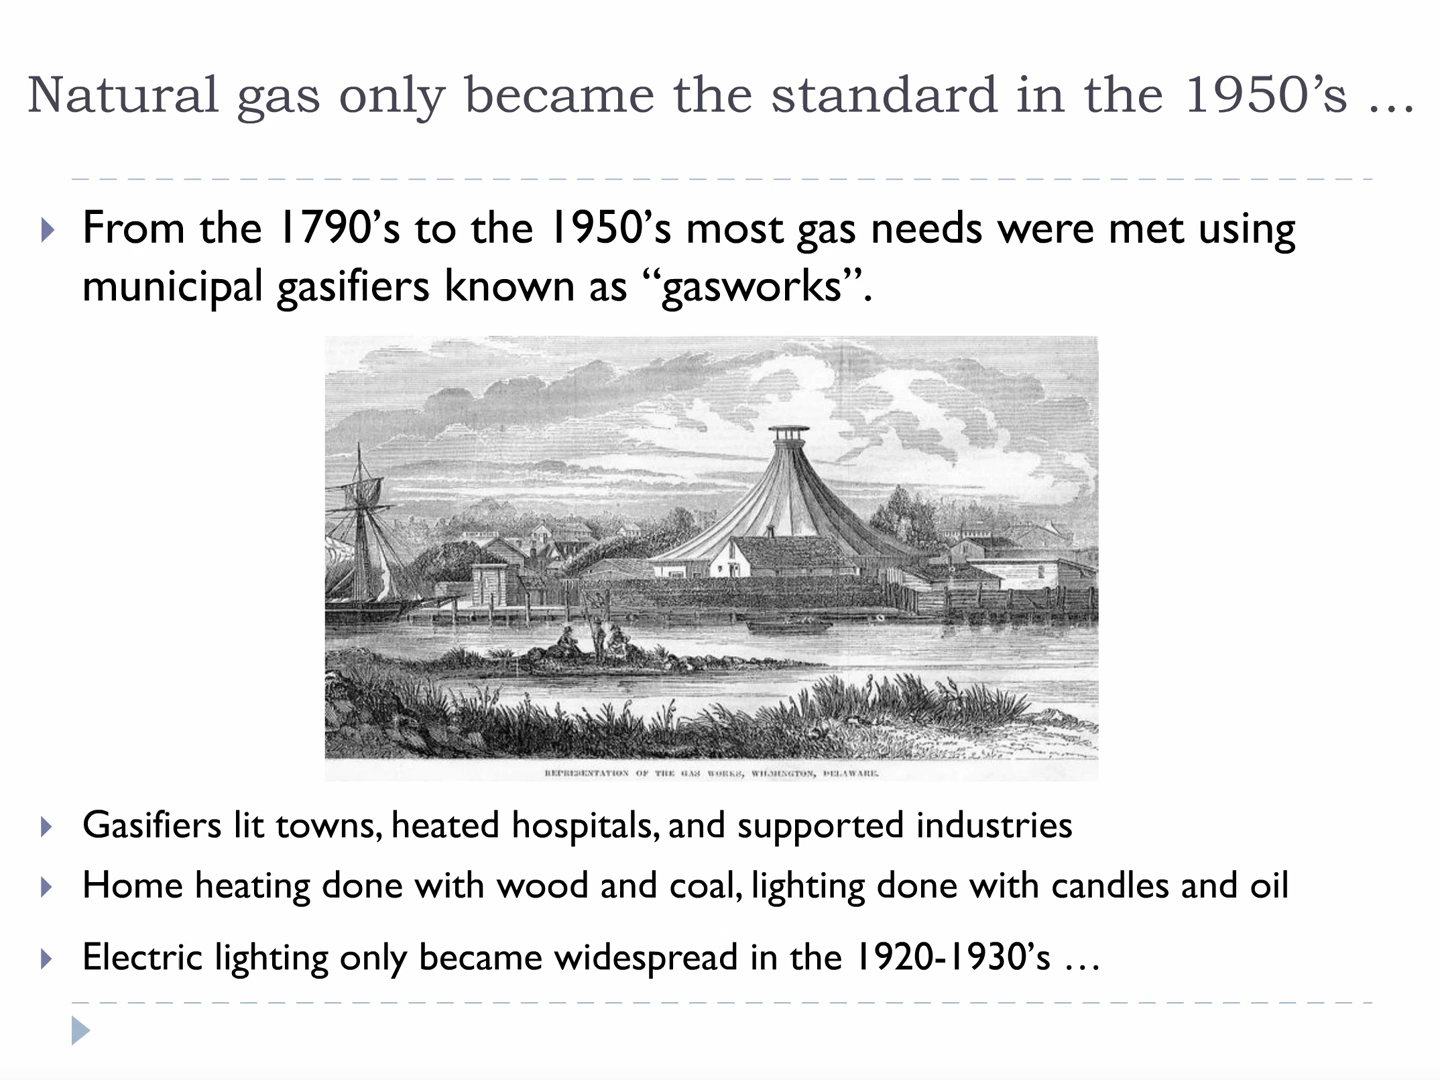 Natural gas only became the standard in the 1950’s …
From the 1790’s to the 1950’s most gas needs were met using
municipal gasifiers known as “gasworks”.
REPRESENTATION OF THE GAS WORKS, WILMINGTON, DELAWARE.
Gasifiers lit towns, heated hospitals, and supported industries
Home heating done with wood and coal, lighting done with candles and oil
Electric lighting only became widespread in the 1920-1930’s …